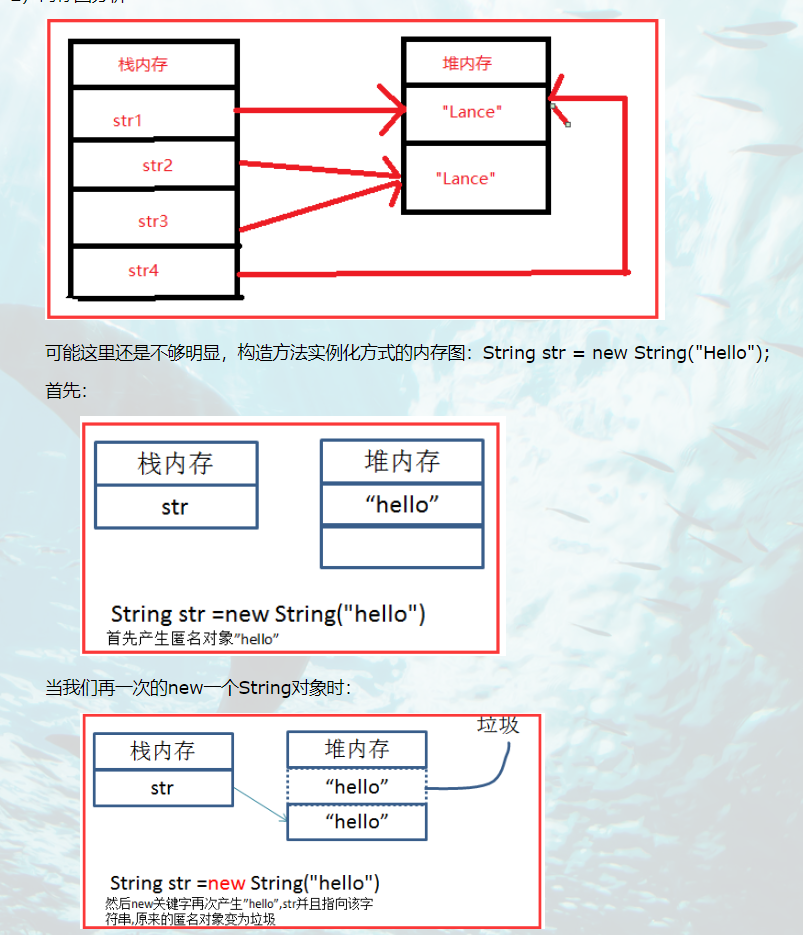 栈内存
堆内存
str1
"Lance"
str2
"Lance"
str3
str4
可能这里还是不够明显，构造方法实例化方式的内存图：String str = new String("Hello");
首先：
栈内存
堆内存
str
“hello”
String str =new String("hello")
首先产生匿名对象”hello”
当我们再一次的new一个String对象时：
垃圾
栈内存
堆内存
str
“hello”
“hello”
String str =new String("hello")
然后new关键字再次产生”hello”,str并且指向该字
符串,原来的匿名对象变为垃圾